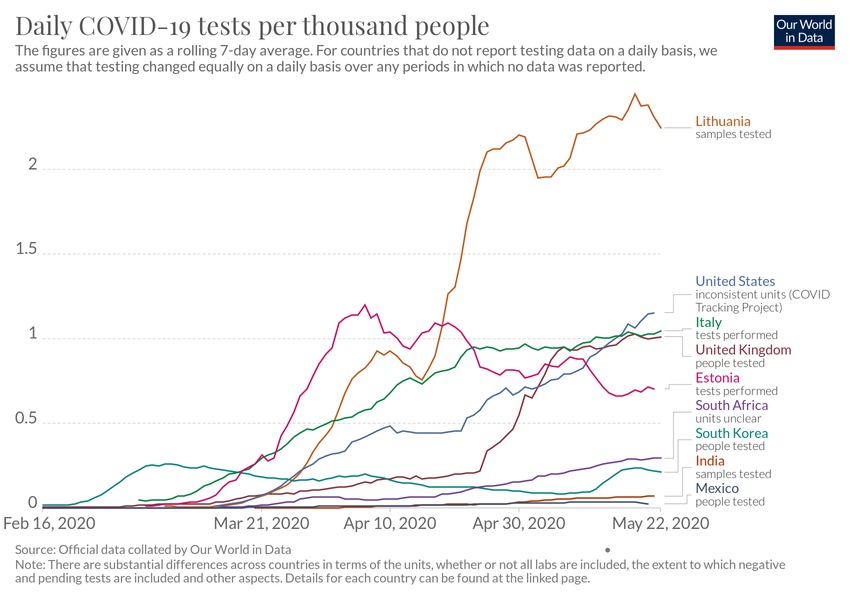 Daily COVID-19 tests per thousand people
Our World
in Data
The figures are given as a rolling 7-day average. For countries that do not report testing data on a daily basis, we
assume that testing changed equally on a daily basis over any periods in which no data was reported.
Lithuania
samples tested
2
1.5
United States
inconsistent units (COVID
Tracking Project)
Italy
tests performed
1
United Kingdom
people tested
Estonia
tests performed
South Africa
units unclear
0.5
South Korea
people tested
India
samples tested
Mexico
people tested
0
Feb 16, 2020
Mar 21, 2020
Apr 10, 2020
Apr 30, 2020
May 22, 2020
Source: Official data collated by Our World in Data
Note: There are substantial differences across countries in terms of the units, whether or not all labs are included, the extent to which negative
and pending tests are included and other aspects. Details for each country can be found at the linked page.